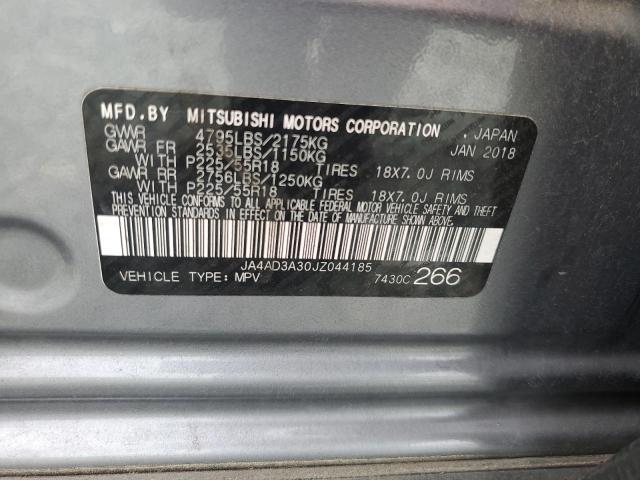 MFD.BY MITSUBISHI MOTORS CORPORATION , JAPAN
GVWR 4795LBS/2175KG JAN 2018
GAWR FR 2535LBS/1150KG
WITH P225/55R18 TIRES 18X7.0J RIMS
GAWR RR 2756LBS/1250KG
WITH P225/55R18 TIRES 18X7.0J RIMS
THIS VEHICLE CONFORMS TO ALL APPLICABLE FEDERAL MOTOR VEHICLE SAFETY AND THEFT
PREVENTION STANDARDS IN EFFECT ON THE DATE OF MANUFACTURE SHOWN ABOVE.
JA4AD3A30JZ044185
VEHICLE TYPE: MPV 7430C 266